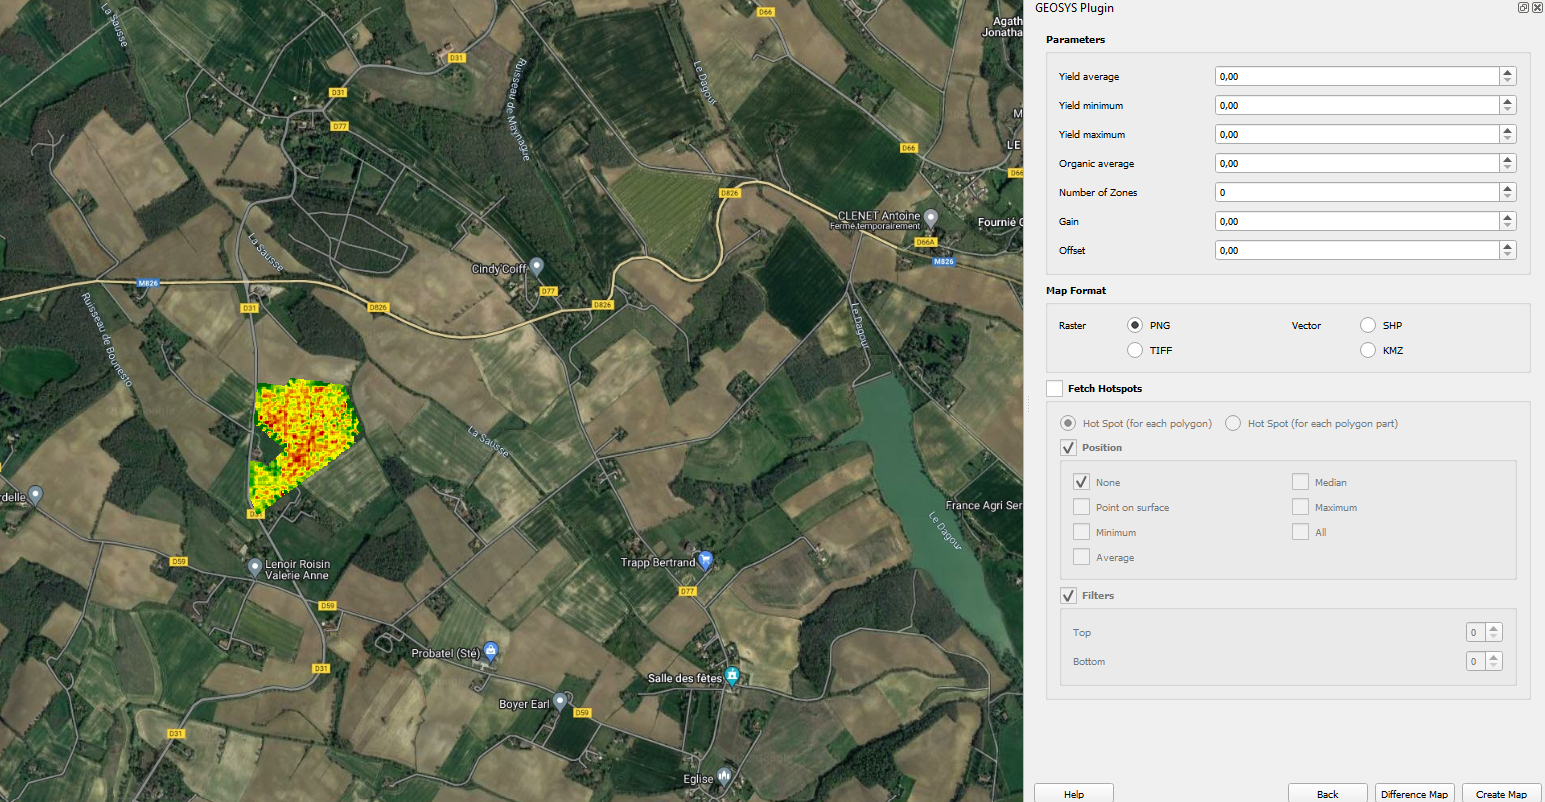 La Sausse
D66
Agath
Jonatha
D31
Ruisseau de Maynague
Le Dagour
D31
D77
M
D66
LE
D66
D826
CLENET Antoine
Fermé temporairement
Fournié C
D66A
M826
La Sausse
Cindy'Coiff
M826
D77
D31
D826
D826
Ruisseau de Bounesto
Le Dagour
La Sausse
rdelle
D31
France Agri Ser
Le Dagour
D59
Lenoir Roisin
Valerie Anne
Trapp Bertrand
D77
D59
Probatel (Sté)
D31
Salle des fêtes
Boyer Earl
D59
D31
Eglise
GEOSYS Plugin
Parameters
Yield average 0,00
Yield minimum 0,00
Yield maximum 0,00
Organic average 0,00
Number of Zones 0
Gain 0,00
Offset 0,00
Map Format
Raster PNG Vector SHP
TIFF KMZ
Fetch Hotspots
Hot Spot (for each polygon) Hot Spot (for each polygon part)
Position
None Median
Point on surface Maximum
Minimum All
Average
Filters
Top 0
Bottom 0
Help Back Difference Map Create Map